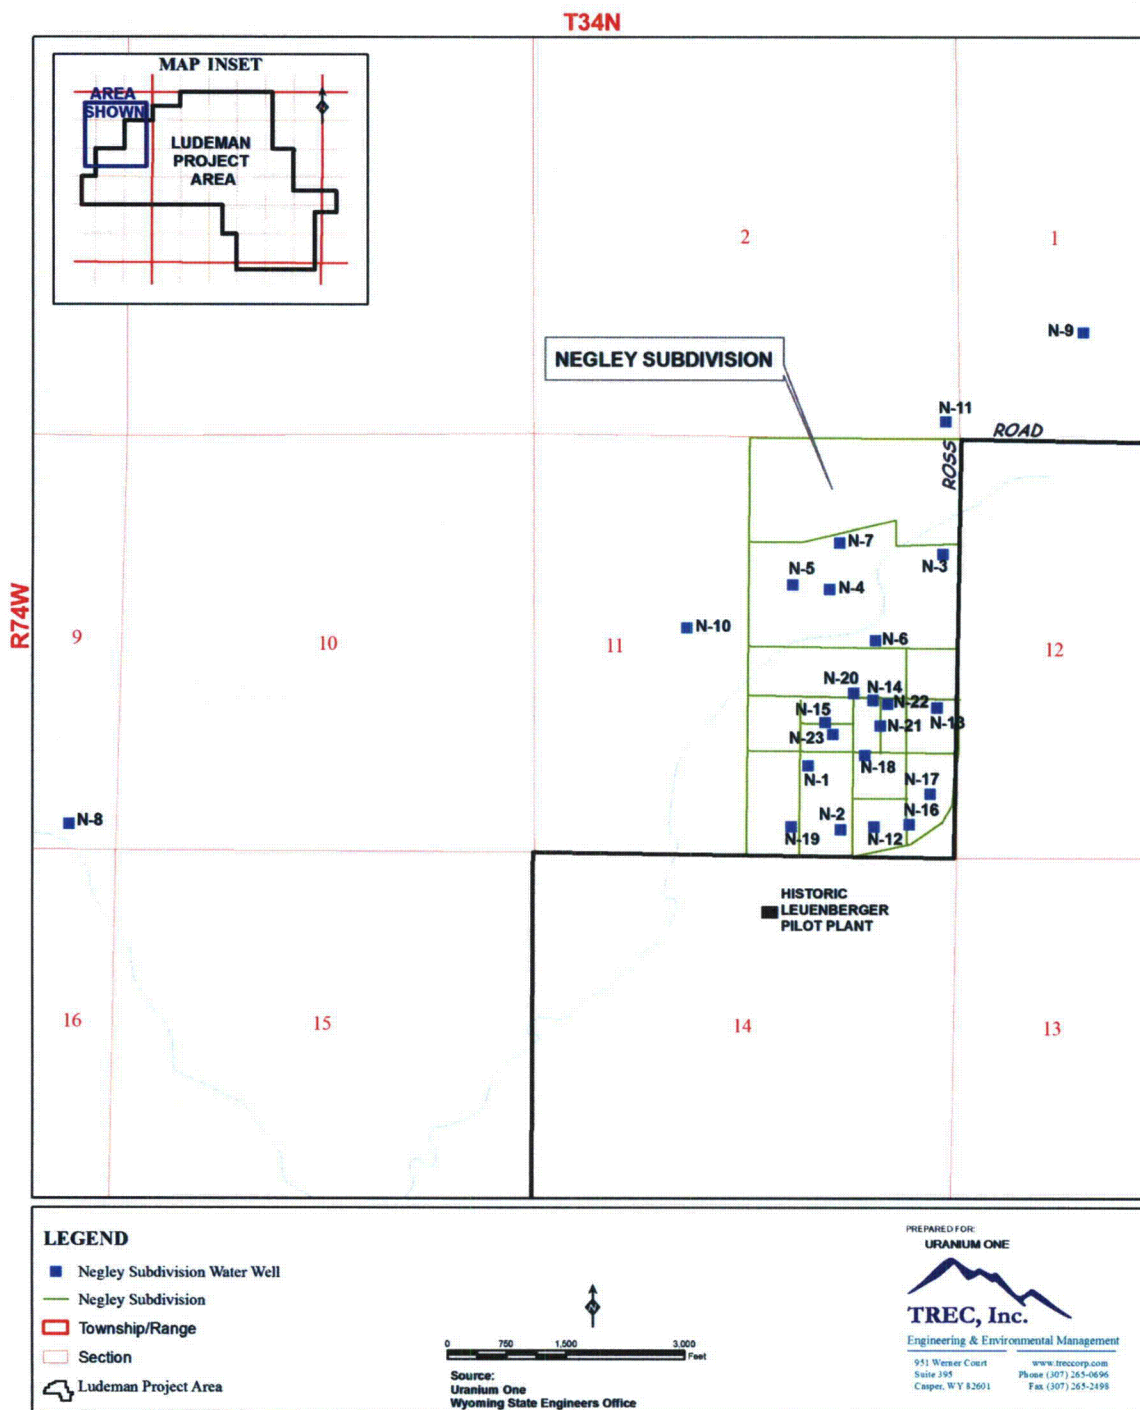 T34N
MAP INSET
AREA
SHOWN
LUDEMAN
PROJECT
AREA
N
2
1
N-9
NEGLEY SUBDIVISION
N-11
ROAD
ROSS
N-7
N-3
N-5
N-4
R74W
9
10
11
N-10
N-6
12
N-20
N-14
N-22
N-15
N-13
N-21
N-23
N-18
N-1
N-17
N-8
N-2
N-16
N-19
N-12
HISTORIC
LEUENBERGER
PILOT PLANT
16
15
14
13
LEGEND
Negley Subdivision Water Well
Negley Subdivision
Township/Range
Section
Ludeman Project Area
N
0 750 1,500 3,000
Feet
Source:
Uranium One
Wyoming State Engineers Office
PREPARED FOR:
URANIUM ONE
TREC, Inc.
Engineering & Environmental Management
951 Werner Court
Suite 395
Casper, WY 82601
www.treccorp.com
Phone (307) 265-0696
Fax (307) 265-2498